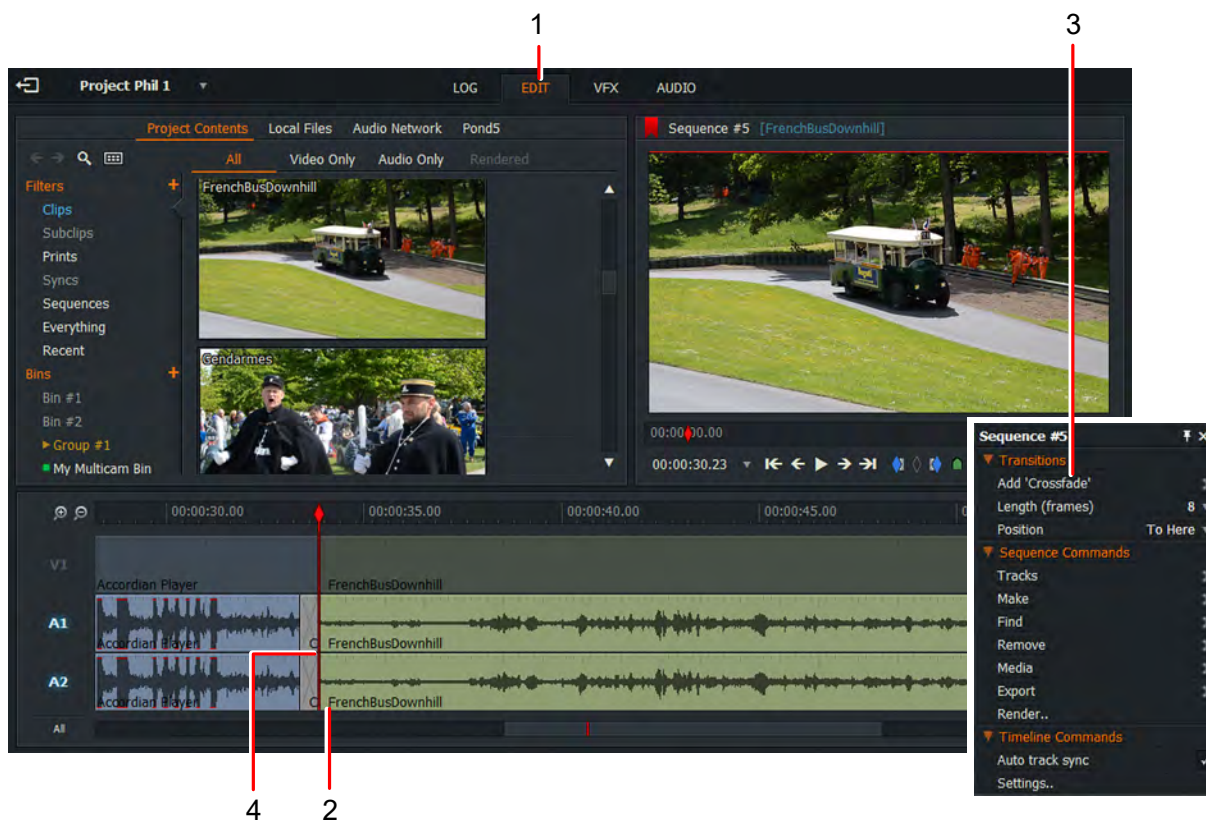 1
3
Project Phil 1
LOG EDIT VFX AUDIO
Project Contents Local Files Audio Network Pond5
All Video Only Audio Only Rendered
Filters +
Clips
Subclips
Prints
Syncs
Sequences
Everything
Recent
Bins +
Bin #1
Bin #2
Group #1
My Multicam Bin
FrenchBusDownhill
Gendarmes
Sequence #5 [FrenchBusDownhill]
00:00:00.00
00:00:30.23
Sequence #5
Transitions
Add 'Crossfade'
Length (frames) 8
Position To Here
Sequence Commands
Tracks
Make
Find
Remove
Media
Export
Render..
Timeline Commands
Auto track sync
Settings..
00:00:30.00 00:00:35.00 00:00:40.00 00:00:45.00
V1
Accordian Player FrenchBusDownhill
A1
Accordian Player C FrenchBusDownhill
A2
Accordian Player C FrenchBusDownhill
All
4
2